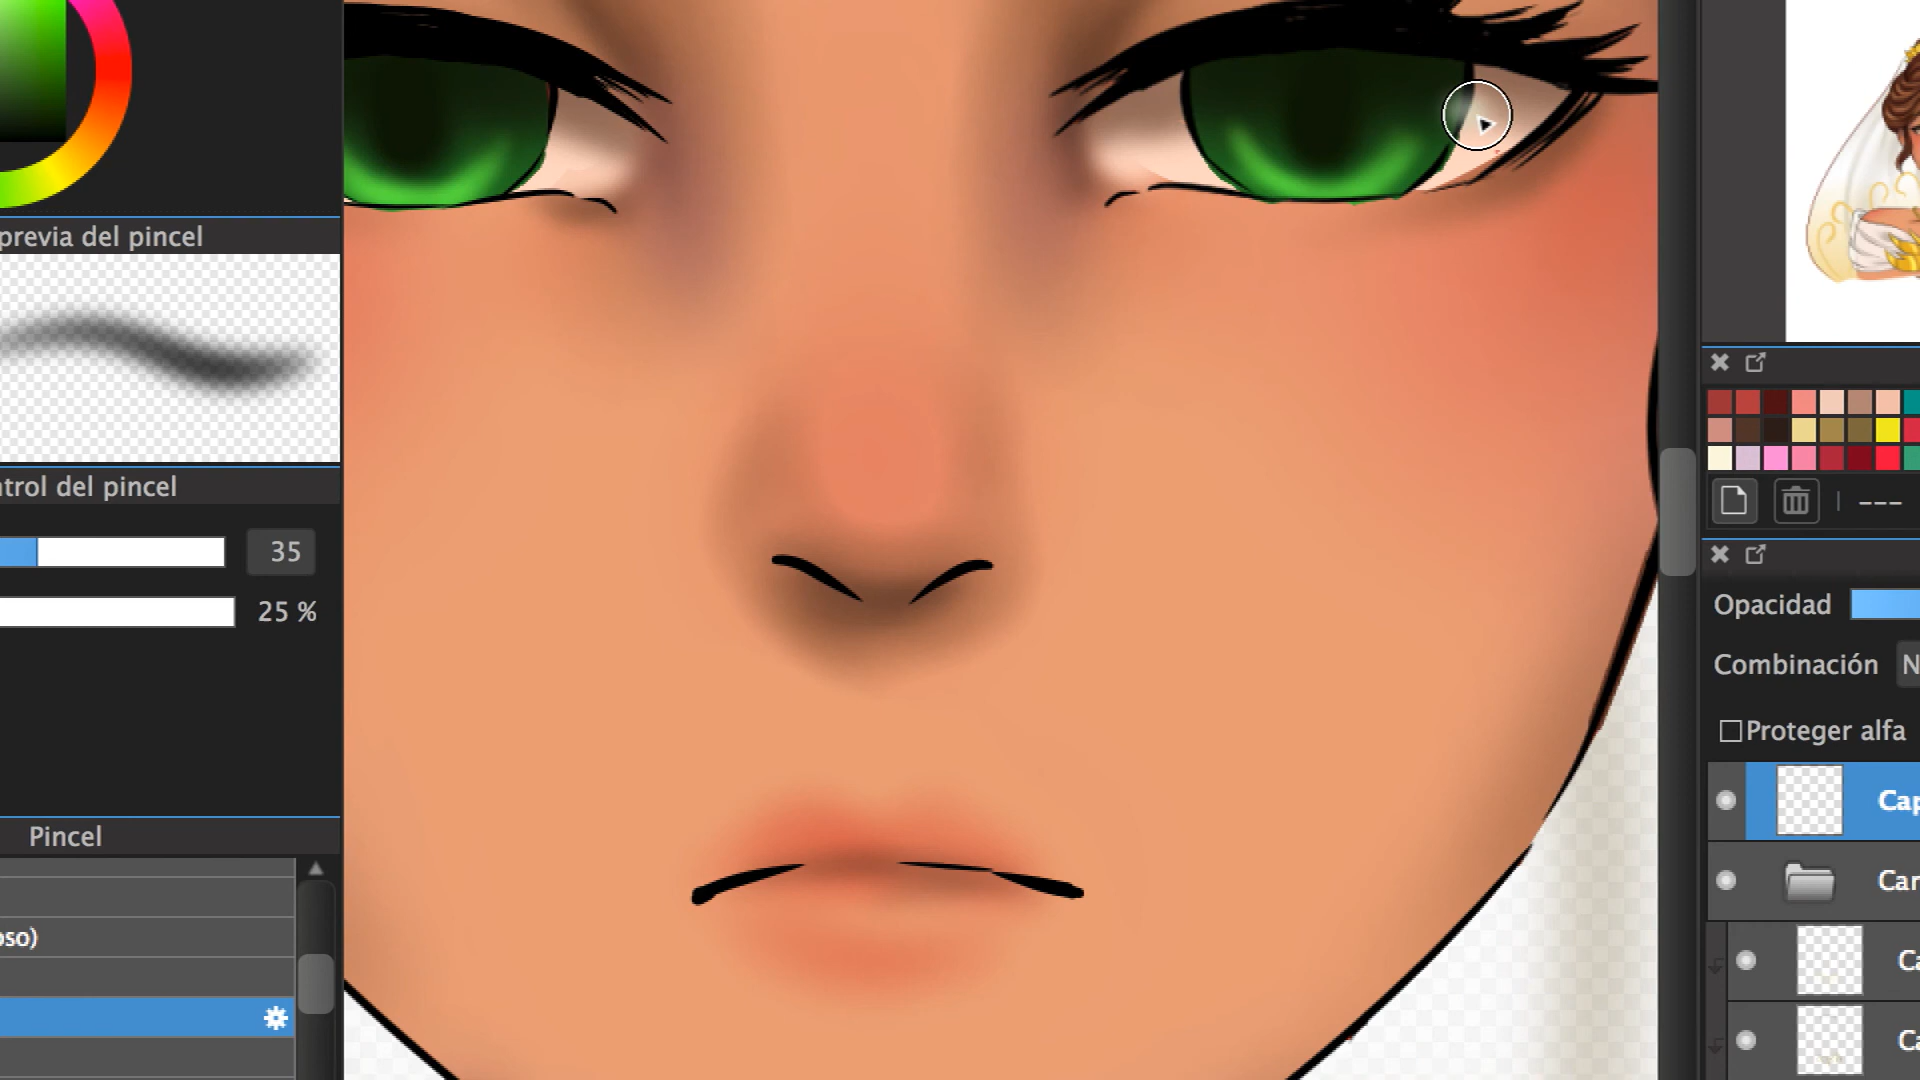 previa del pincel
trol del pincel
35
25 %
Pincel
oso)
---
Opacidad
Combinación N
Proteger alfa
Cap
Car
Ca
Ca